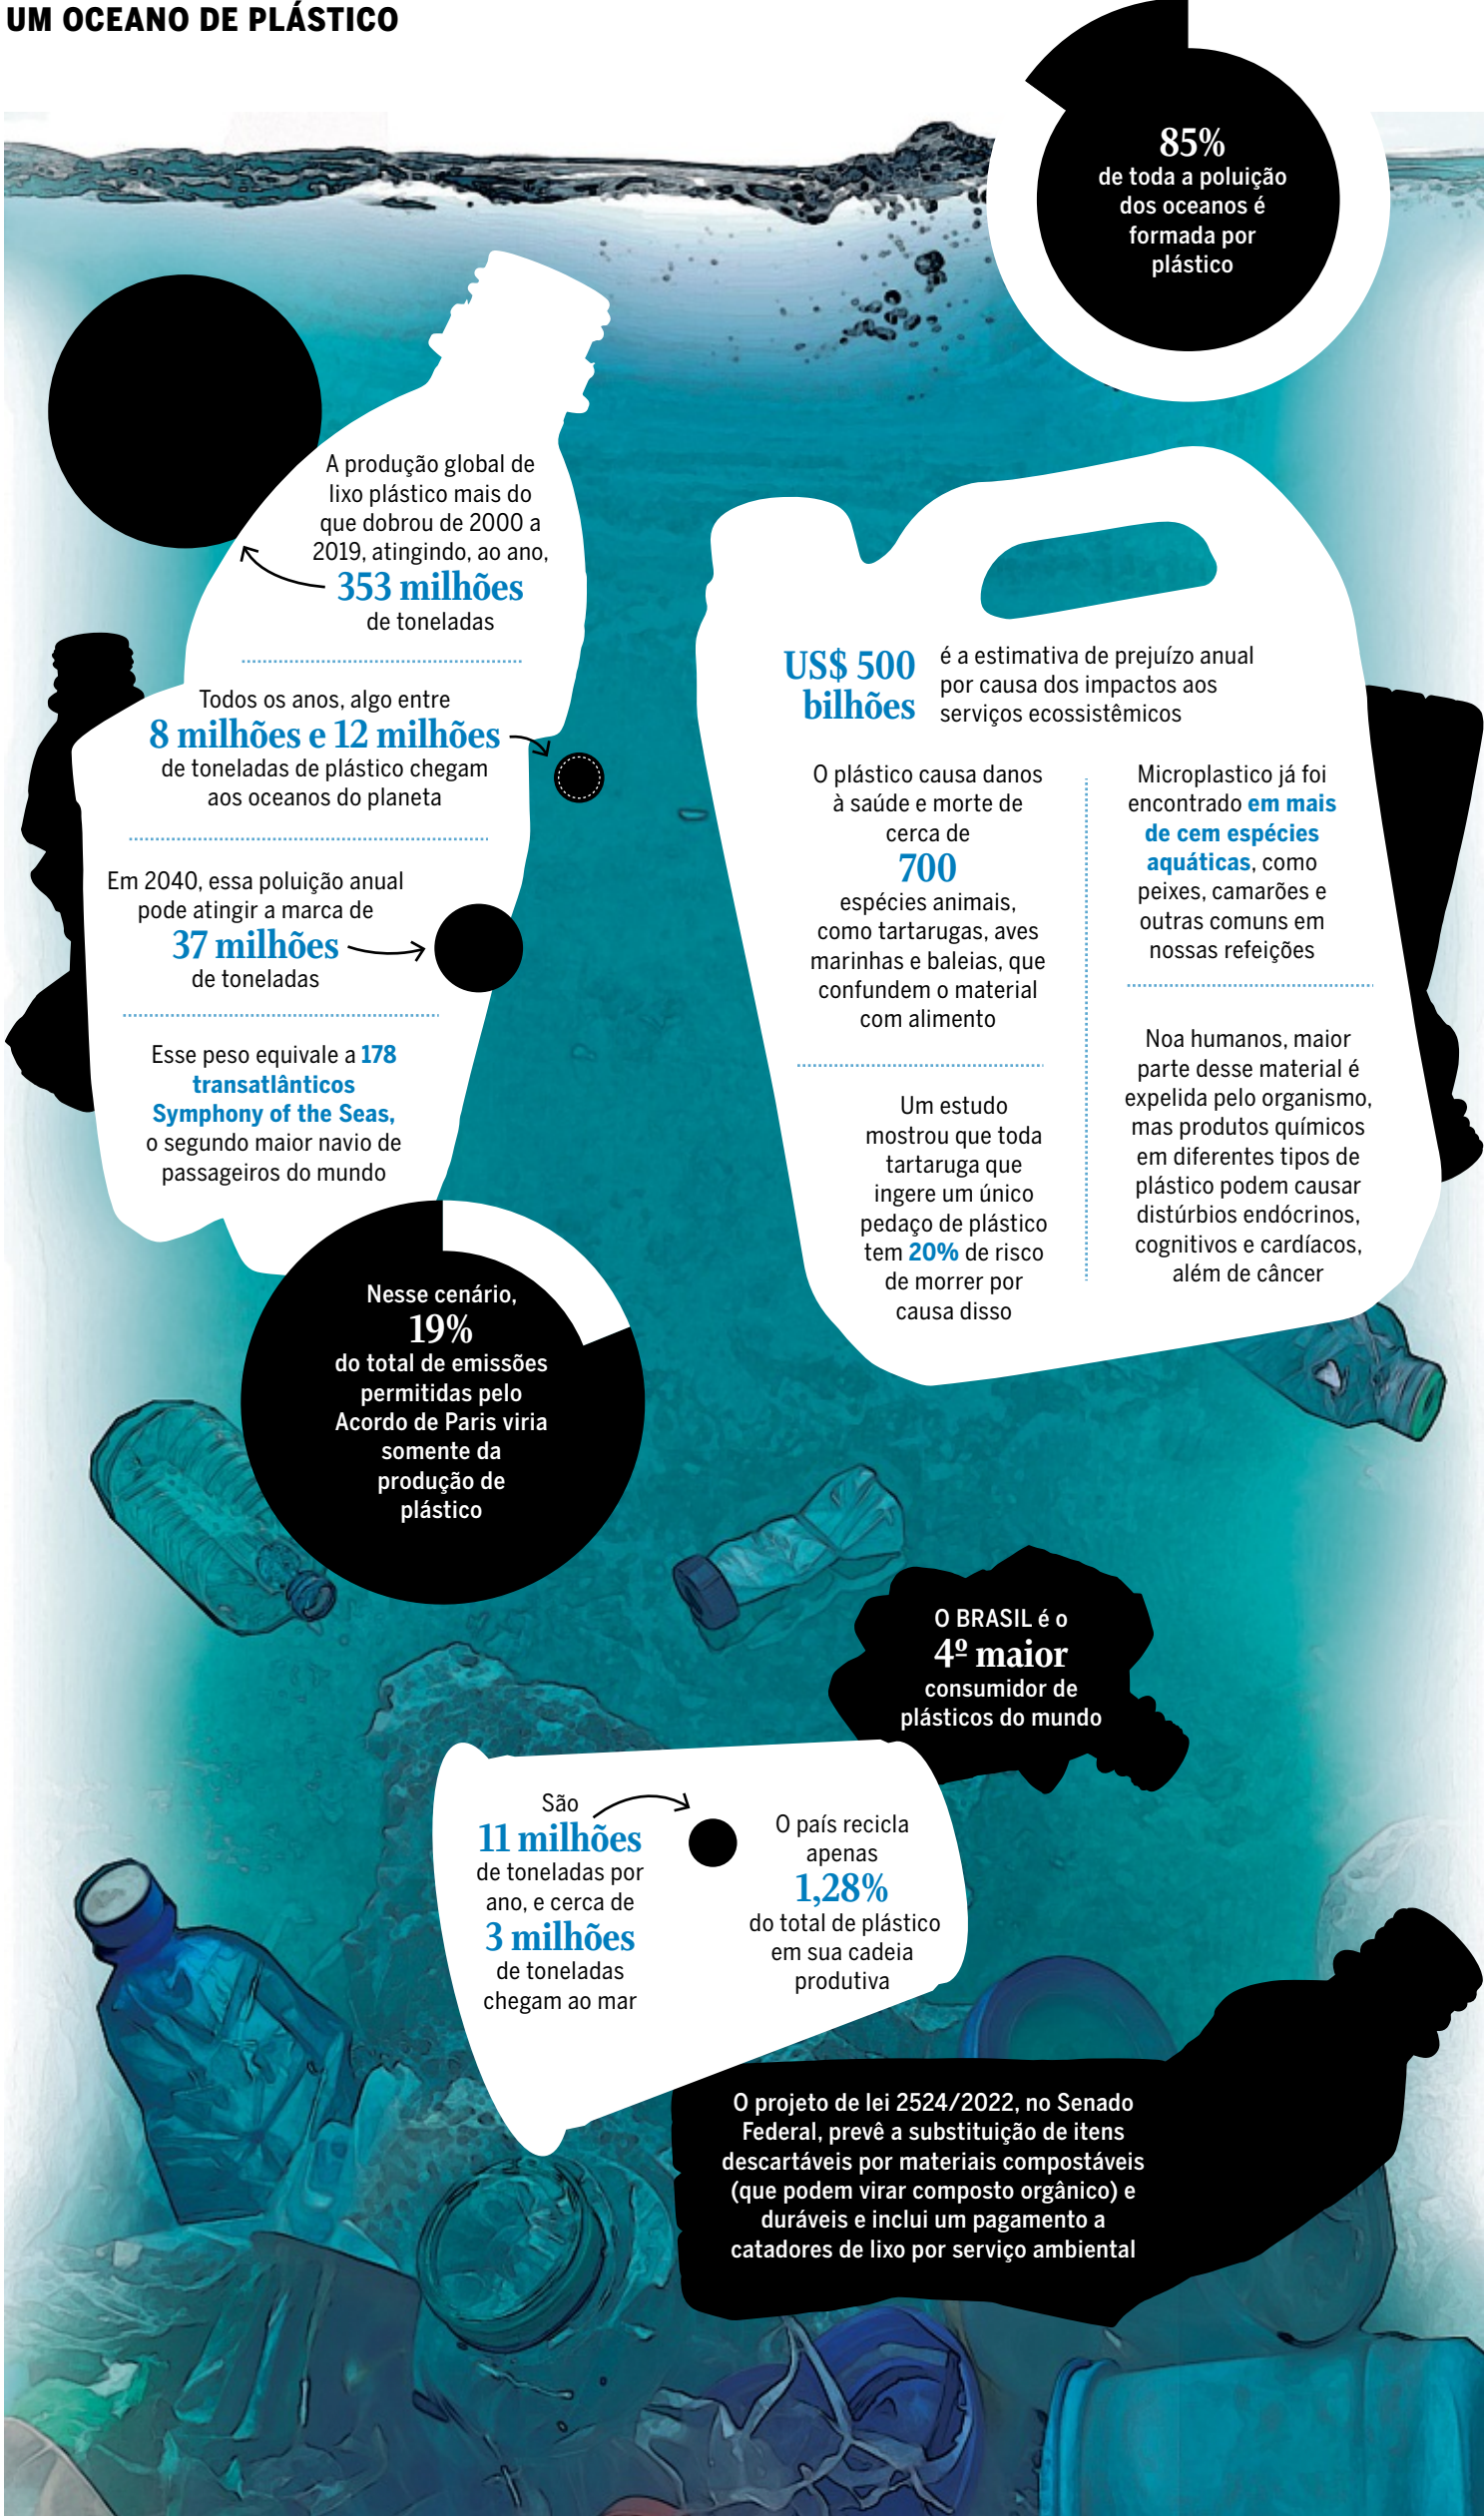 UM OCEANO DE PLÁSTICO
85%
de toda a poluição
dos oceanos é
formada por
plástico
A produção global de
lixo plástico mais do
que dobrou de 2000 a
2019, atingindo, ao ano,
353 milhões
de toneladas
Todos os anos, algo entre
8 milhões e 12 milhões
de toneladas de plástico chegam
aos oceanos do planeta
Em 2040, essa poluição anual
pode atingir a marca de
37 milhões
de toneladas
Esse peso equivale a 178
transatlânticos
Symphony of the Seas,
o segundo maior navio de
passageiros do mundo
Nesse cenário,
19%
do total de emissões
permitidas pelo
Acordo de Paris viria
somente da
produção de
plástico
US$ 500
bilhões
é a estimativa de prejuízo anual
por causa dos impactos aos
serviços ecossistêmicos
O plástico causa danos
à saúde e morte de
cerca de
700
espécies animais,
como tartarugas, aves
marinhas e baleias, que
confundem o material
com alimento
Um estudo
mostrou que toda
tartaruga que
ingere um único
pedaço de plástico
tem 20% de risco
de morrer por
causa disso
Microplastico já foi
encontrado em mais
de cem espécies
aquáticas, como
peixes, camarões e
outras comuns em
nossas refeições
Noa humanos, maior
parte desse material é
expelida pelo organismo,
mas produtos químicos
em diferentes tipos de
plástico podem causar
distúrbios endócrinos,
cognitivos e cardíacos,
além de câncer
O BRASIL é o
4º maior
consumidor de
plásticos do mundo
São
11 milhões
de toneladas por
ano, e cerca de
3 milhões
de toneladas
chegam ao mar
O país recicla
apenas
1,28%
do total de plástico
em sua cadeia
produtiva
O projeto de lei 2524/2022, no Senado
Federal, prevê a substituição de itens
descartáveis por materiais compostáveis
(que podem virar composto orgânico) e
duráveis e inclui um pagamento a
catadores de lixo por serviço ambiental